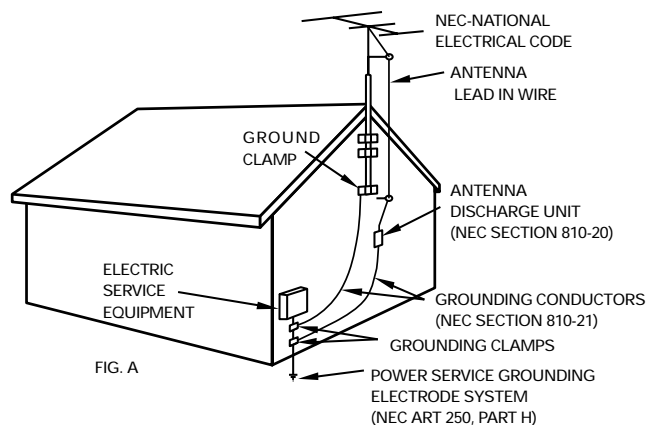 NEC-NATIONAL
ELECTRICAL CODE
ANTENNA
LEAD IN WIRE
GROUND
CLAMP
ANTENNA
DISCHARGE UNIT
(NEC SECTION 810-20)
ELECTRIC
SERVICE
EQUIPMENT
GROUNDING CONDUCTORS
(NEC SECTION 810-21)
GROUNDING CLAMPS
FIG. A
POWER SERVICE GROUNDING
ELECTRODE SYSTEM
(NEC ART 250, PART H)